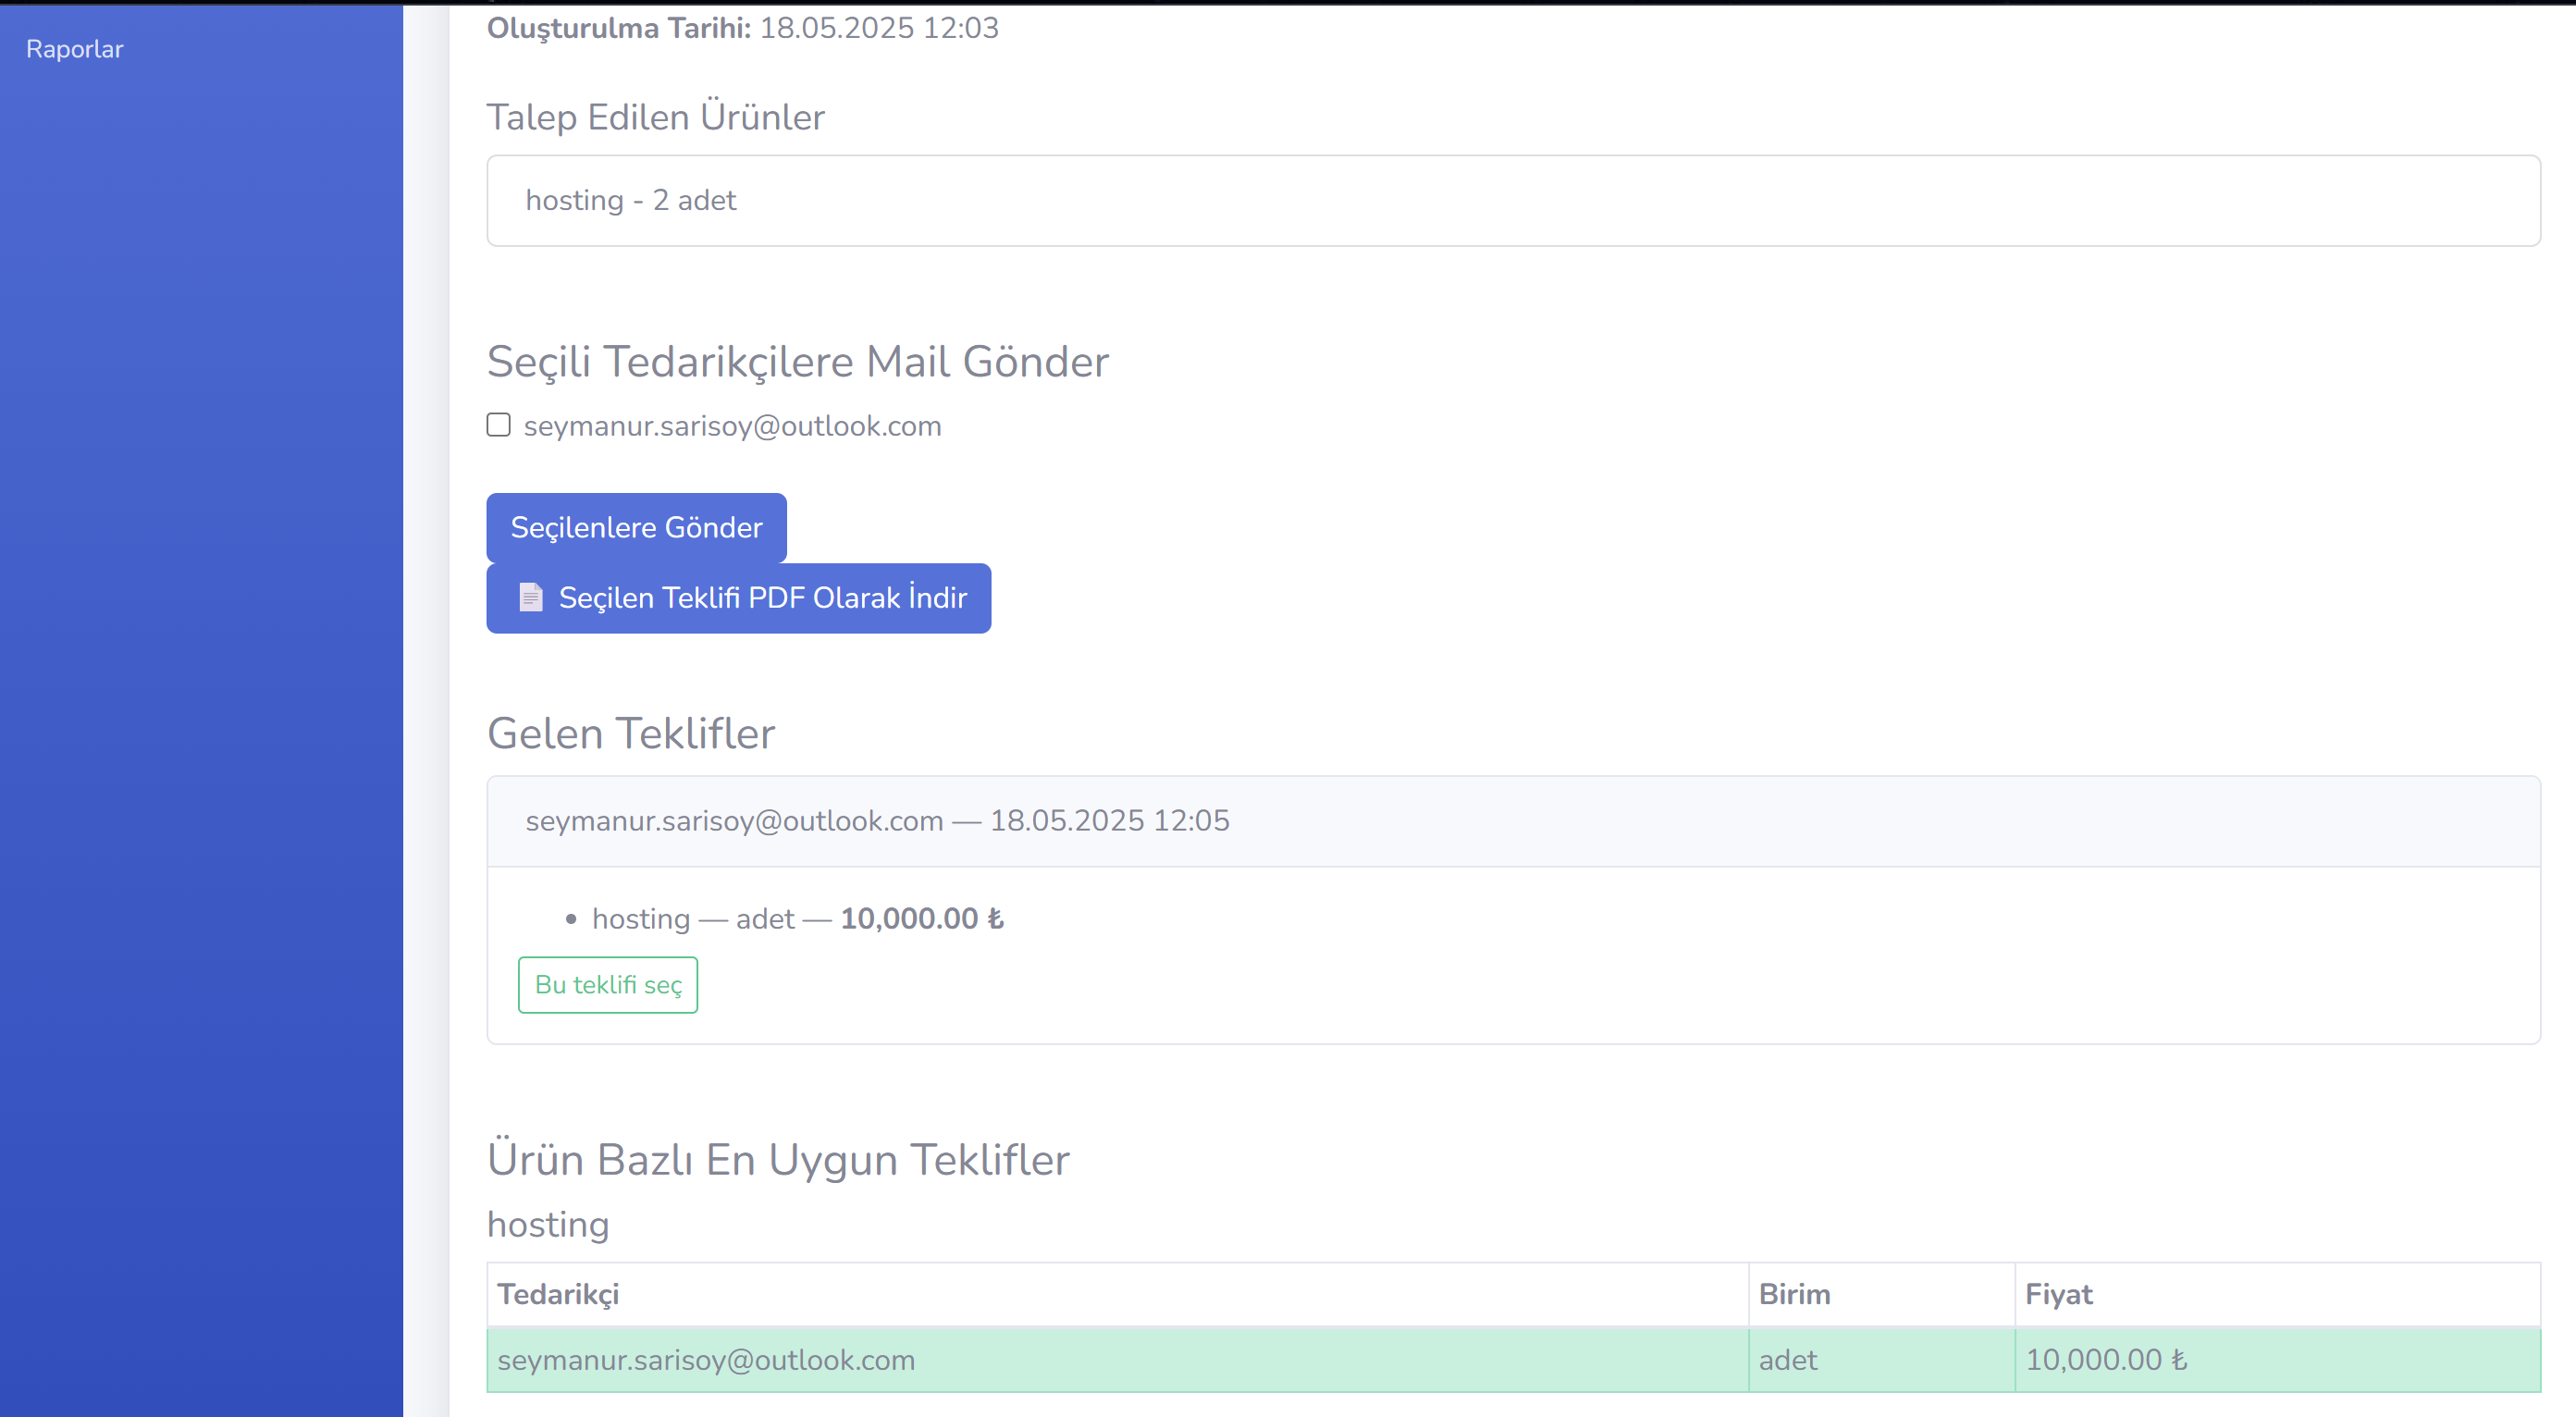 Raporlar
Oluşturulma Tarihi: 18.05.2025 12:03
Talep Edilen Ürünler
hosting - 2 adet
Seçili Tedarikçilere Mail Gönder
seymanur.sarisoy@outlook.com
Seçilenlere Gönder
Seçilen Teklifi PDF Olarak İndir
Gelen Teklifler
seymanur.sarisoy@outlook.com — 18.05.2025 12:05
• hosting — adet — 10,000.00 ₺
Bu teklifi seç
Ürün Bazlı En Uygun Teklifler
hosting
Tedarikçi Birim Fiyat
seymanur.sarisoy@outlook.com adet 10,000.00 ₺